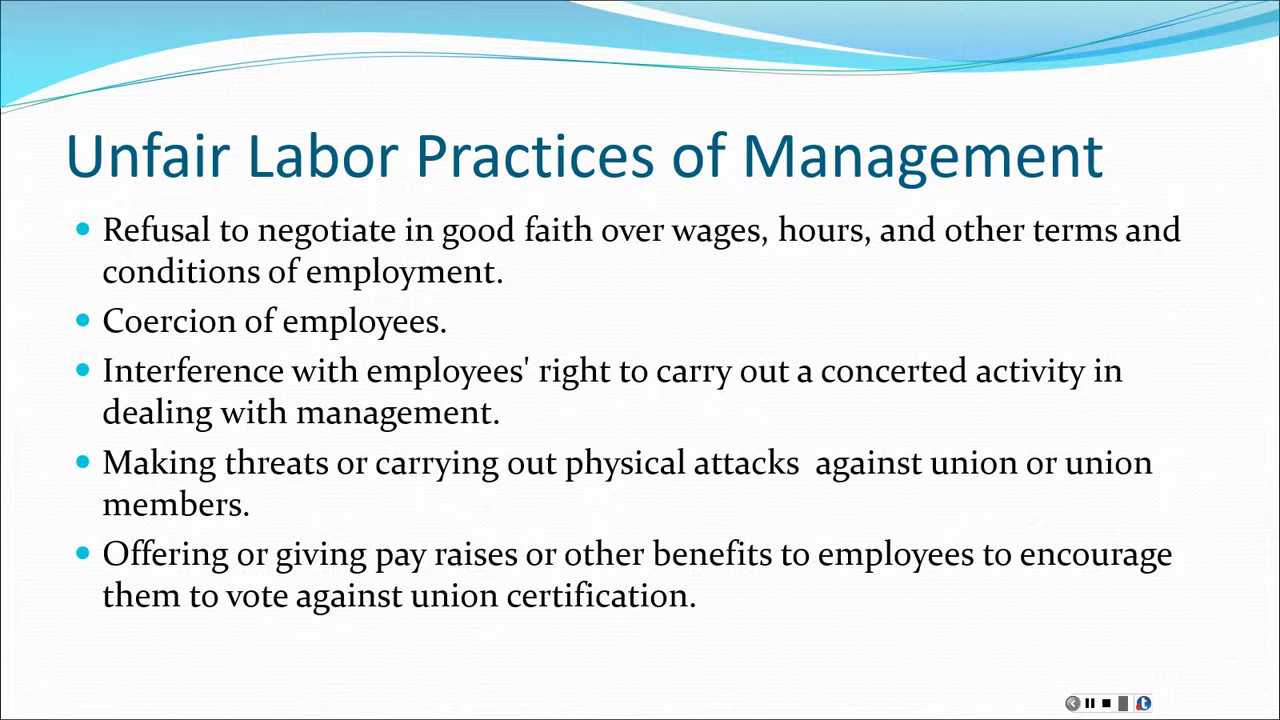 Unfair Labor Practices of Management
• Refusal to negotiate in good faith over wages, hours, and other terms and
conditions of employment.
• Coercion of employees.
• Interference with employees' right to carry out a concerted activity in
dealing with management.
• Making threats or carrying out physical attacks  against union or union
members.
• Offering or giving pay raises or other benefits to employees to encourage
them to vote against union certification.